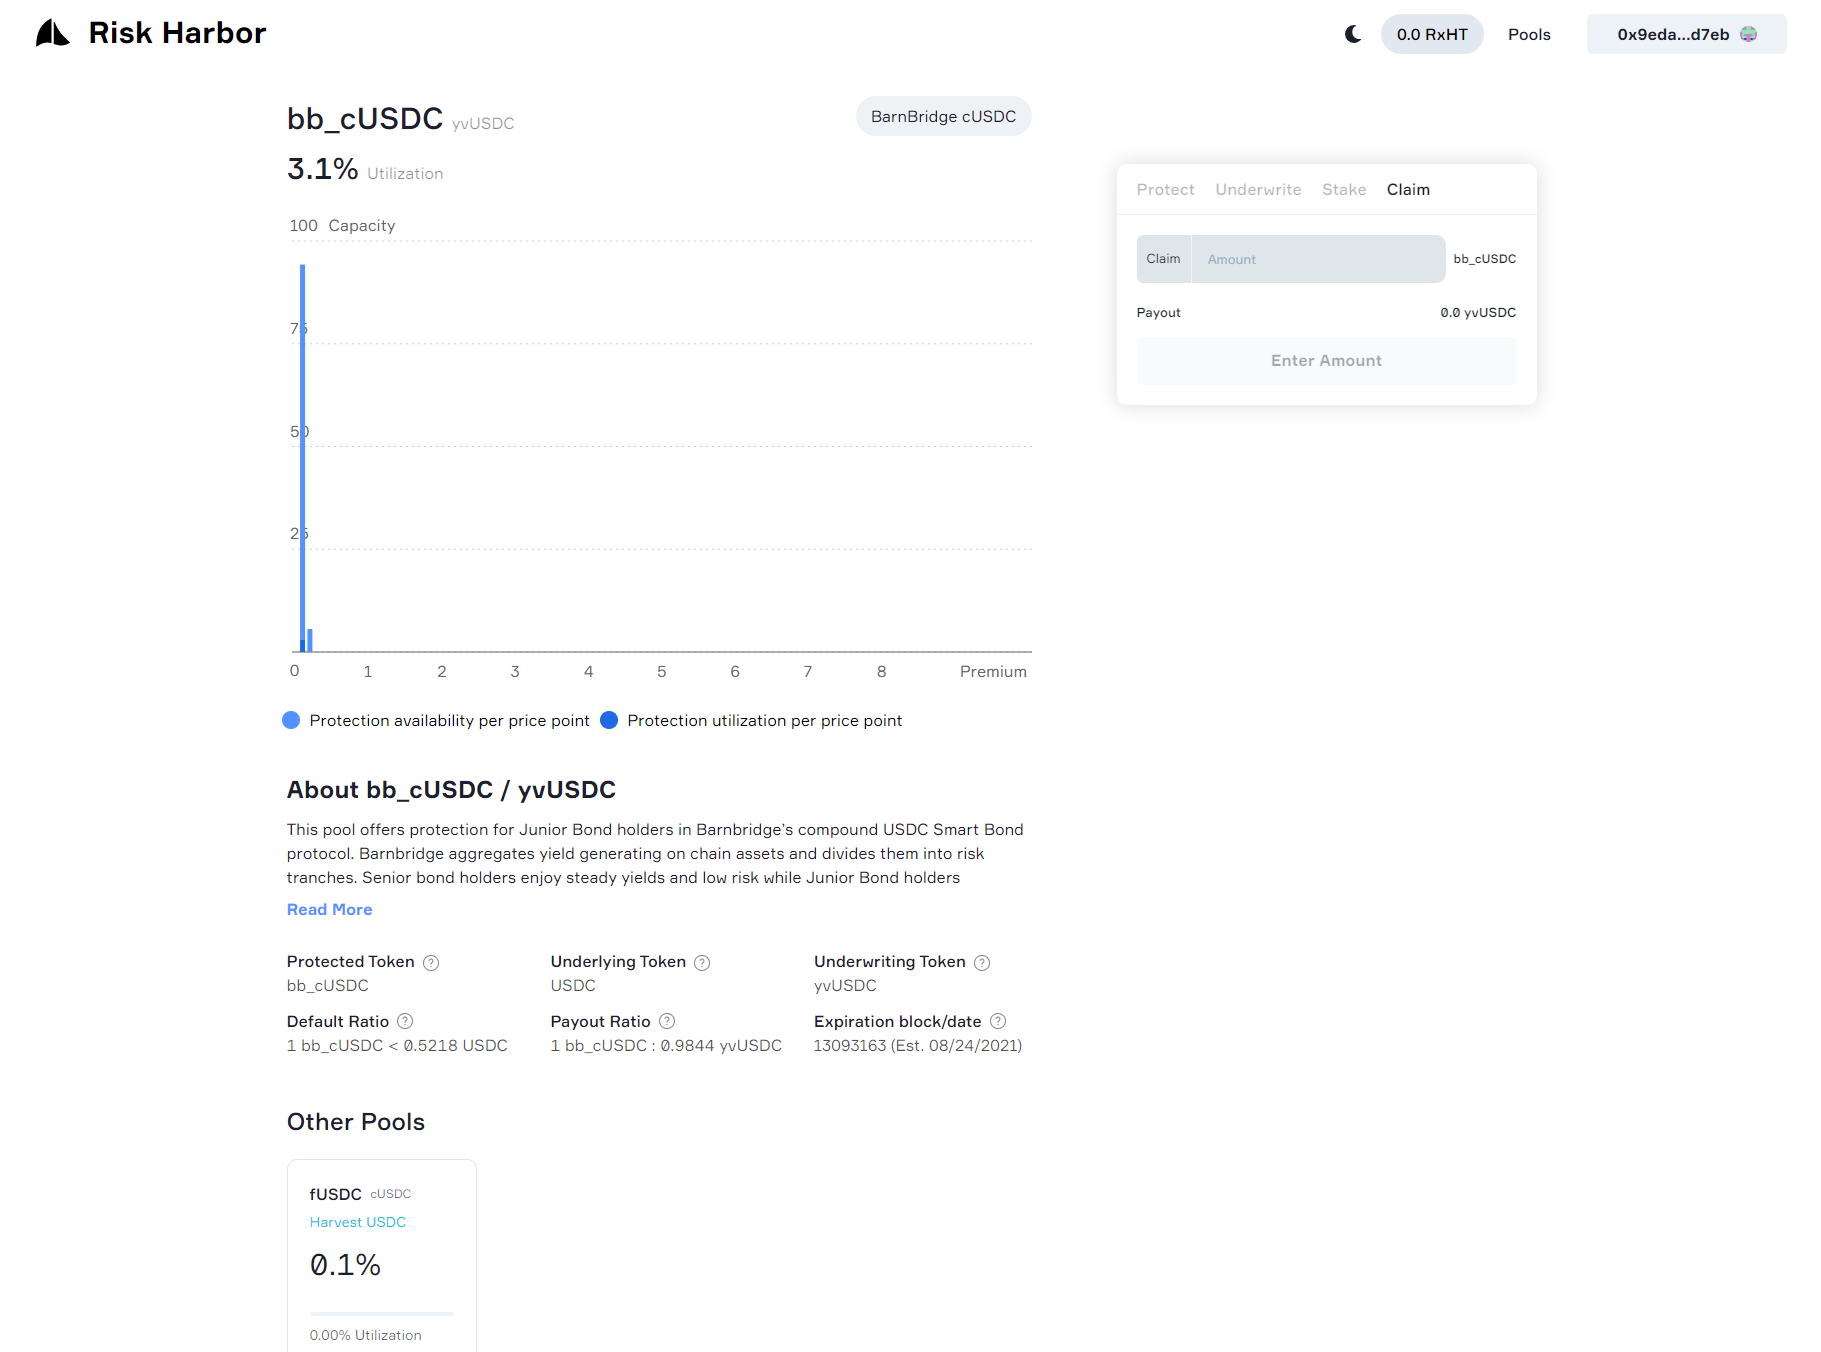 Risk Harbor
0.0 RxHT
Pools
0x9eda...d7eb
bb_cUSDC yvUSDC
BarnBridge cUSDC
3.1% Utilization
100 Capacity
75
50
25
0 1 2 3 4 5 6 7 8 Premium
Protection availability per price point
Protection utilization per price point
Protect Underwrite Stake Claim
Claim Amount bb_cUSDC
Payout 0.0 yvUSDC
Enter Amount
About bb_cUSDC / yvUSDC
This pool offers protection for Junior Bond holders in Barnbridge's compound USDC Smart Bond
protocol. Barnbridge aggregates yield generating on chain assets and divides them into risk
tranches. Senior bond holders enjoy steady yields and low risk while Junior Bond holders
Read More
Protected Token ?
bb_cUSDC
Underlying Token ?
USDC
Underwriting Token ?
yvUSDC
Default Ratio ?
1 bb_cUSDC < 0.5218 USDC
Payout Ratio ?
1 bb_cUSDC : 0.9844 yvUSDC
Expiration block/date ?
13093163 (Est. 08/24/2021)
Other Pools
fUSDC cUSDC
Harvest USDC
0.1%
0.00% Utilization